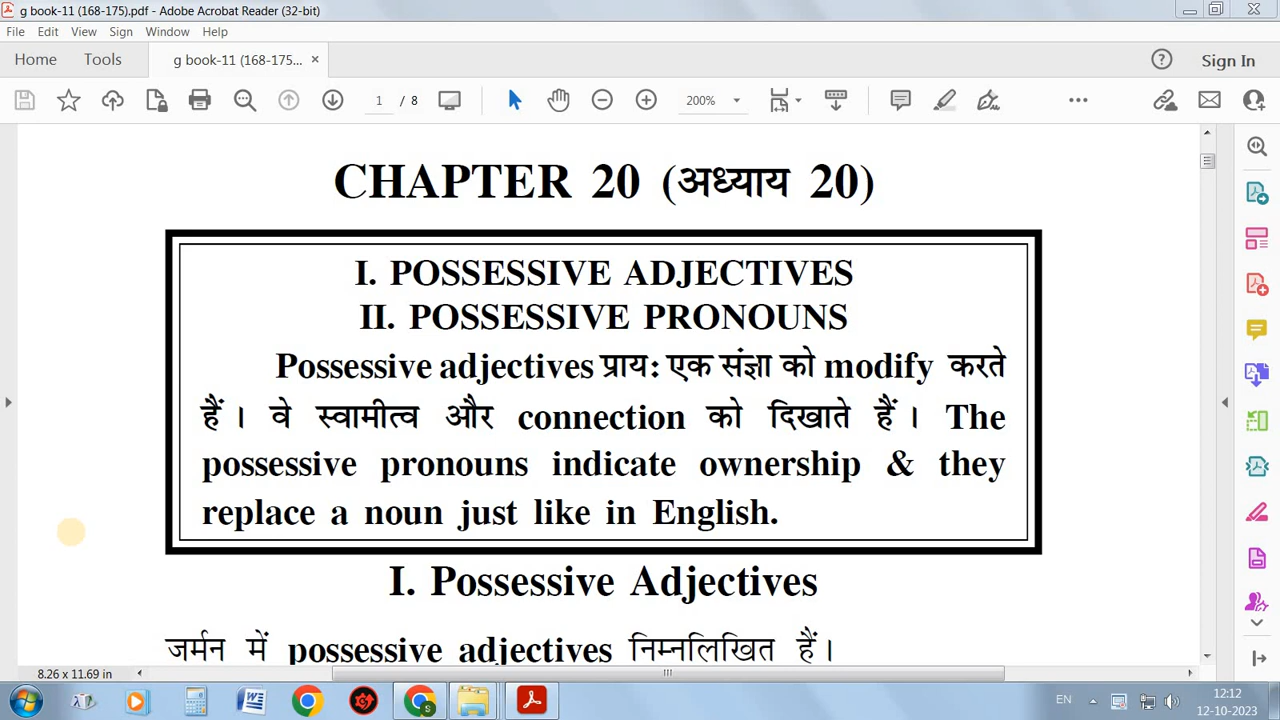 g book-11 (168-175).pdf - Adobe Acrobat Reader (32-bit)
File Edit View Sign Window Help
Home Tools g book-11 (168-175... × Sign In
1 / 8 200%
CHAPTER 20 (अध्याय 20)
I. POSSESSIVE ADJECTIVES
II. POSSESSIVE PRONOUNS
Possessive adjectives प्राय: एक संज्ञा को modify करते
हैं। वे स्वामीत्व और connection को दिखाते हैं। The
possessive pronouns indicate ownership & they
replace a noun just like in English.
I. Possessive Adjectives
जर्मन में possessive adjectives निम्नलिखित हैं।
8.26 x 11.69 in
EN 12:12
12-10-2023